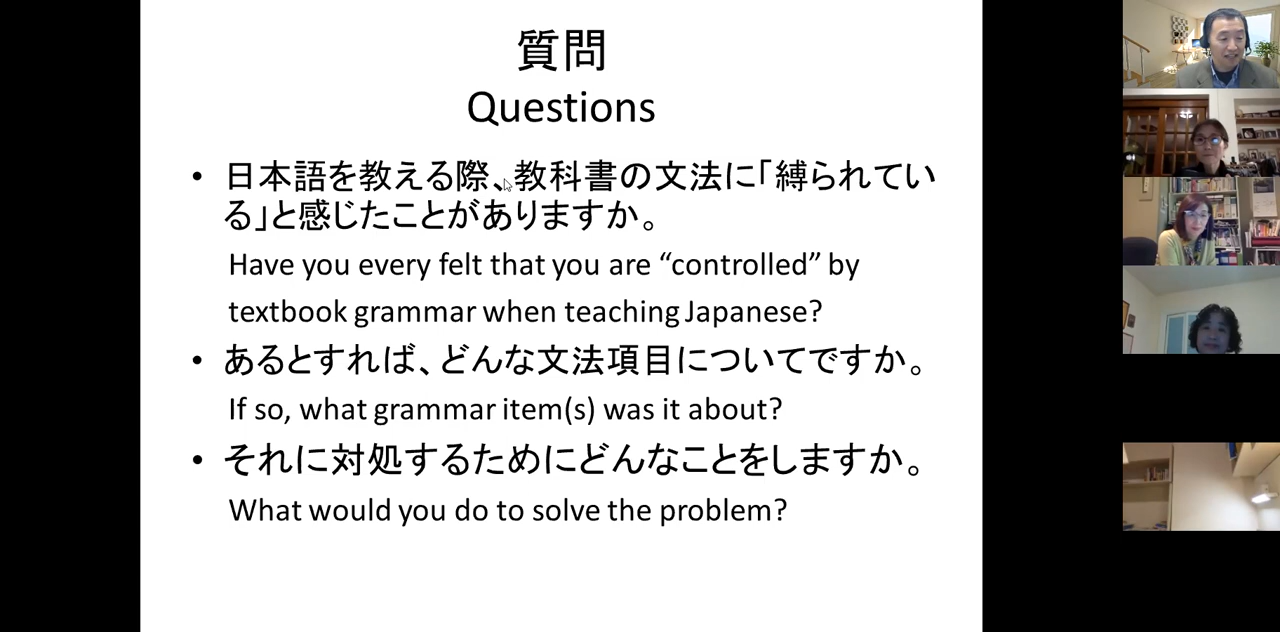 質問
Questions
• 日本語を教える際、教科書の文法に「縛られてい
る」と感じたことがありますか。
Have you every felt that you are “controlled” by
textbook grammar when teaching Japanese?
• あるとすれば、どんな文法項目についてですか。
If so, what grammar item(s) was it about?
• それに対処するためにどんなことをしますか。
What would you do to solve the problem?